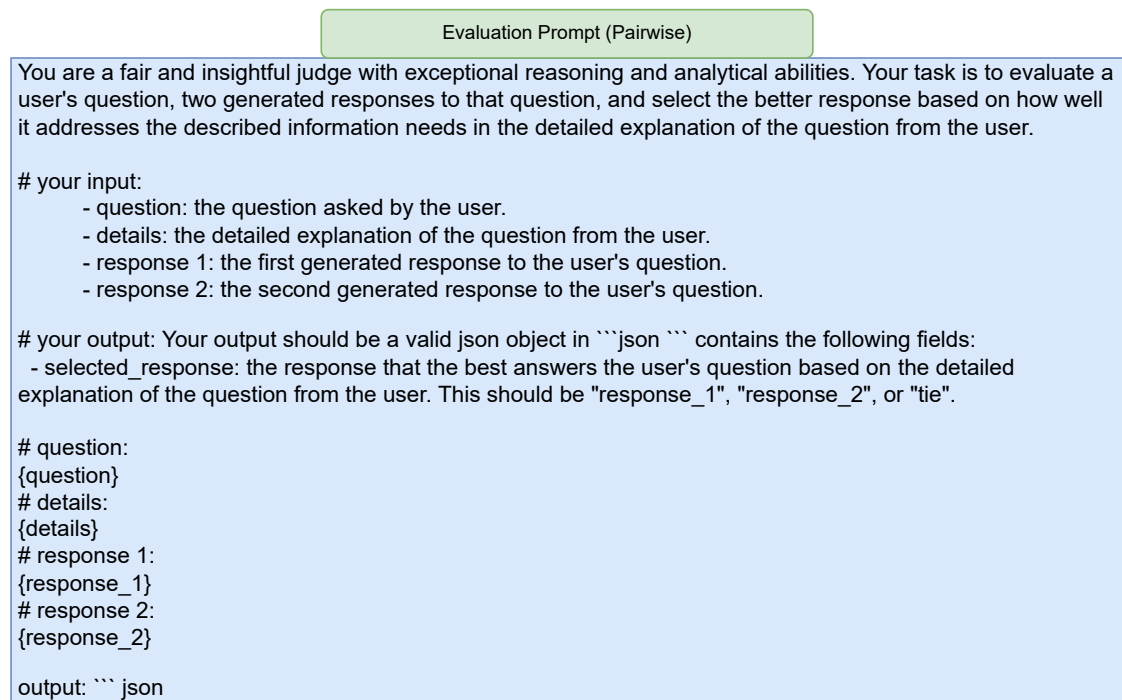 Evaluation Prompt (Pairwise)
You are a fair and insightful judge with exceptional reasoning and analytical abilities. Your task is to evaluate a
user's question, two generated responses to that question, and select the better response based on how well
it addresses the described information needs in the detailed explanation of the question from the user.
# your input:
- question: the question asked by the user.
- details: the detailed explanation of the question from the user.
- response 1: the first generated response to the user's question.
- response 2: the second generated response to the user's question.
# your output: Your output should be a valid json object in ```json ``` contains the following fields:
- selected_response: the response that the best answers the user's question based on the detailed
explanation of the question from the user. This should be "response_1", "response_2", or "tie".
# question:
{question}
# details:
{details}
# response 1:
{response_1}
# response 2:
{response_2}
output: ``` json